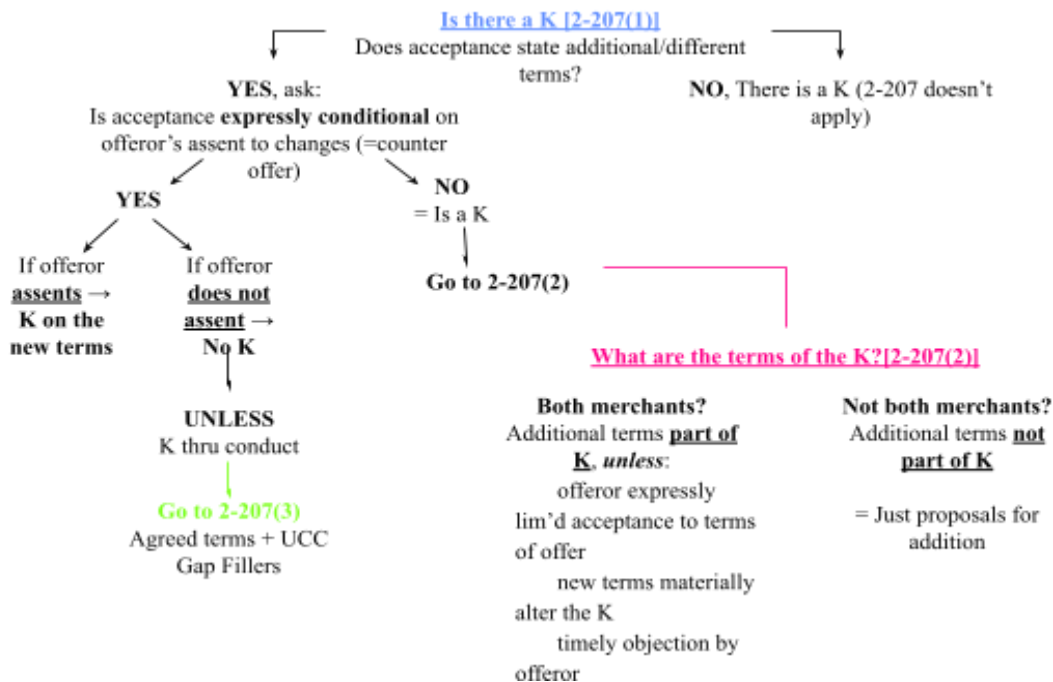 Is there a K [2-207(1)]
Does acceptance state additional/different
terms?
YES, ask:
Is acceptance expressly conditional on
offeror's assent to changes (=counter
offer)
NO, There is a K (2-207 doesn't
apply)
YES
NO
= Is a K
If offeror
assents →
K on the
new terms
If offeror
does not
assent →
No K
Go to 2-207(2)
UNLESS
K thru conduct
Go to 2-207(3)
Agreed terms + UCC
Gap Fillers
What are the terms of the K?[2-207(2)]
Both merchants?
Additional terms part of
K, unless:
offeror expressly
lim'd acceptance to terms
of offer
new terms materially
alter the K
timely objection by
offeror
Not both merchants?
Additional terms not
part of K
= Just proposals for
addition